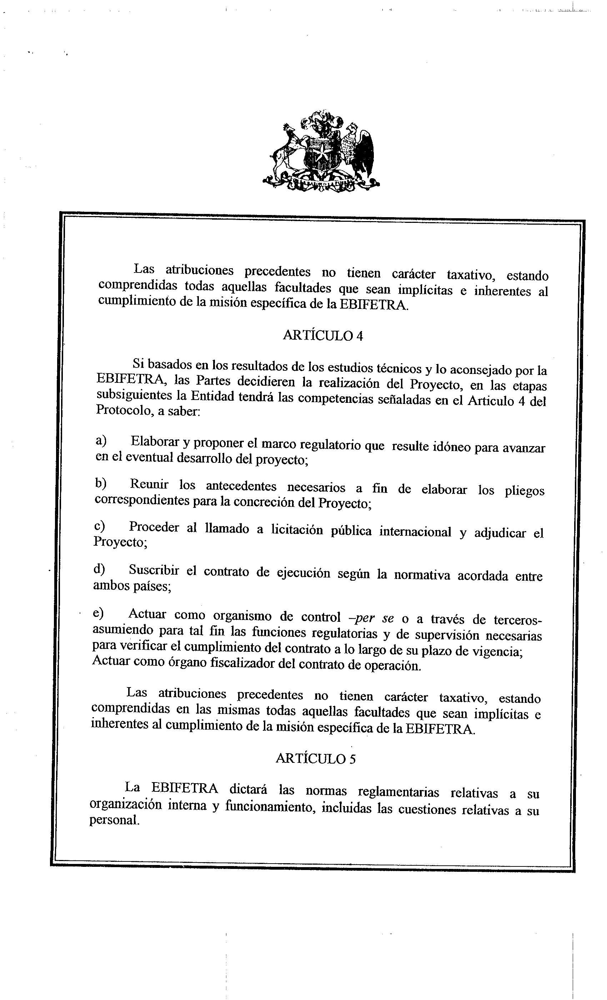 Las atribuciones precedentes no tienen carácter taxativo, estando
comprendidas todas aquellas facultades que sean implícitas e inherentes al
cumplimiento de la misión específica de la EBIFETRA.
ARTÍCULO 4
Si basados en los resultados de los estudios técnicos y lo aconsejado por la
EBIFETRA, las Partes decidieren la realización del Proyecto, en las etapas
subsiguientes la Entidad tendrá las competencias señaladas en el Articulo 4 del
Protocolo, a saber:
a) Elaborar y proponer el marco regulatorio que resulte idóneo para avanzar
en el eventual desarrollo del proyecto;
b) Reunir los antecedentes necesarios a fin de elaborar los pliegos
correspondientes para la concreción del Proyecto;
c) Proceder al llamado a licitación pública internacional y adjudicar el
Proyecto;
d) Suscribir el contrato de ejecución según la normativa acordada entre
ambos países;
e) Actuar como organismo de control –per se o a través de terceros-
asumiendo para tal fin las funciones regulatorias y de supervisión necesarias
para verificar el cumplimiento del contrato a lo largo de su plazo de vigencia;
Actuar como órgano fiscalizador del contrato de operación.
Las atribuciones precedentes no tienen carácter taxativo, estando
comprendidas en las mismas todas aquellas facultades que sean implícitas e
inherentes al cumplimiento de la misión específica de la EBIFETRA.
ARTÍCULO 5
La EBIFETRA dictará las normas reglamentarias relativas a su
organización interna y funcionamiento, incluidas las cuestiones relativas a su
personal.